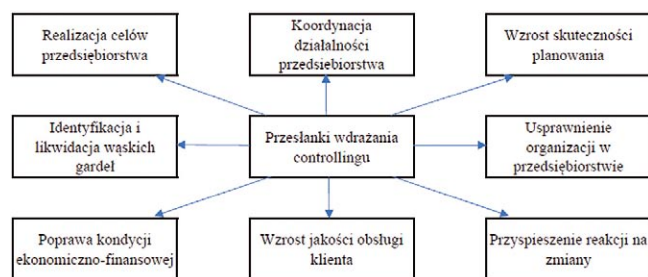 Realizacja celów
przedsiębiorstwa
Koordynacja
działalności
przedsiebiorstwa
Wzrost skuteczności
planowania
Identyfikacja i
likwidacja wąskich
gardeł
Przesłanki wdrażania
controllingu
Usprawnienie
organizacji w
przedsiębiorstwie
Poprawa kondycji
ekonomiczno-finansowej
Wzrost jakości obsługi
klienta
Przyspieszenie reakcji na
zmiany